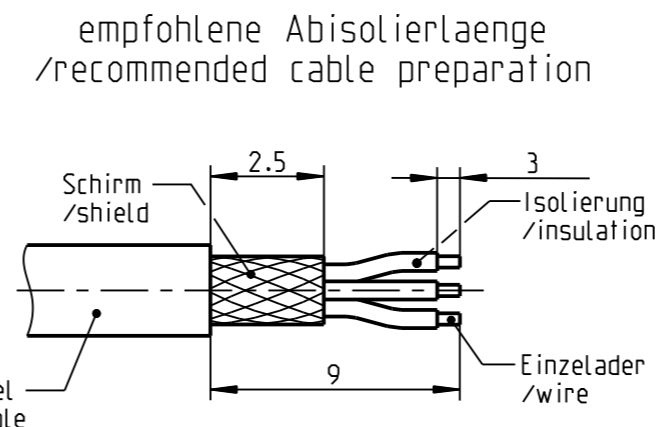 empfohlene Abisolierlaenge
/recommended cable preparation
2.5
3
Schirm
/shield
Isolierung
/insulation
9
Einzelader
/wire